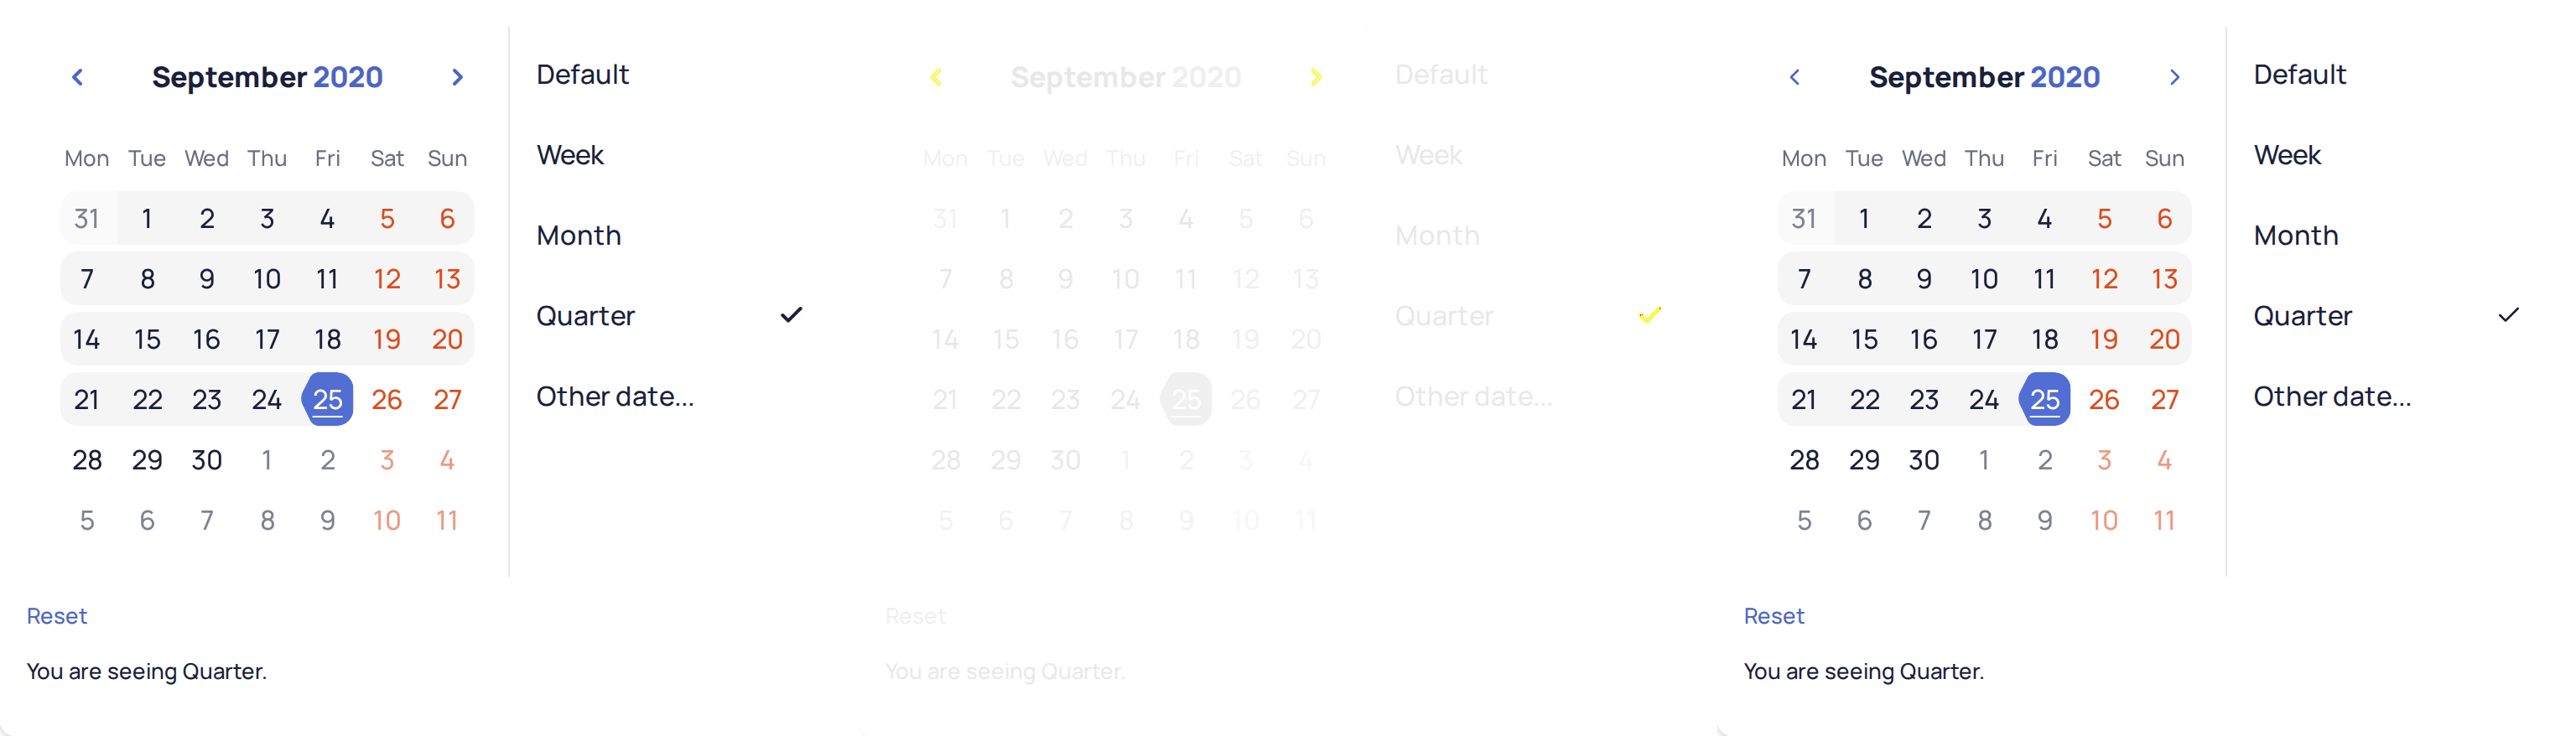 September 2020
Mon Tue Wed Thu Fri Sat Sun
31 1 2 3 4 5 6
7 8 9 10 11 12 13
14 15 16 17 18 19 20
21 22 23 24 25 26 27
28 29 30 1 2 3 4
5 6 7 8 9 10 11
Default
Week
Month
Quarter
Other date...
Reset
You are seeing Quarter.
September 2020
Mon Tue Wed Thu Fri Sat Sun
31 1 2 3 4 5 6
7 8 9 10 11 12 13
14 15 16 17 18 19 20
21 22 23 24 25 26 27
28 29 30 1 2 3 4
5 6 7 8 9 10 11
Default
Week
Month
Quarter
Other date...
Reset
You are seeing Quarter.
September 2020
Mon Tue Wed Thu Fri Sat Sun
31 1 2 3 4 5 6
7 8 9 10 11 12 13
14 15 16 17 18 19 20
21 22 23 24 25 26 27
28 29 30 1 2 3 4
5 6 7 8 9 10 11
Default
Week
Month
Quarter
Other date...
Reset
You are seeing Quarter.